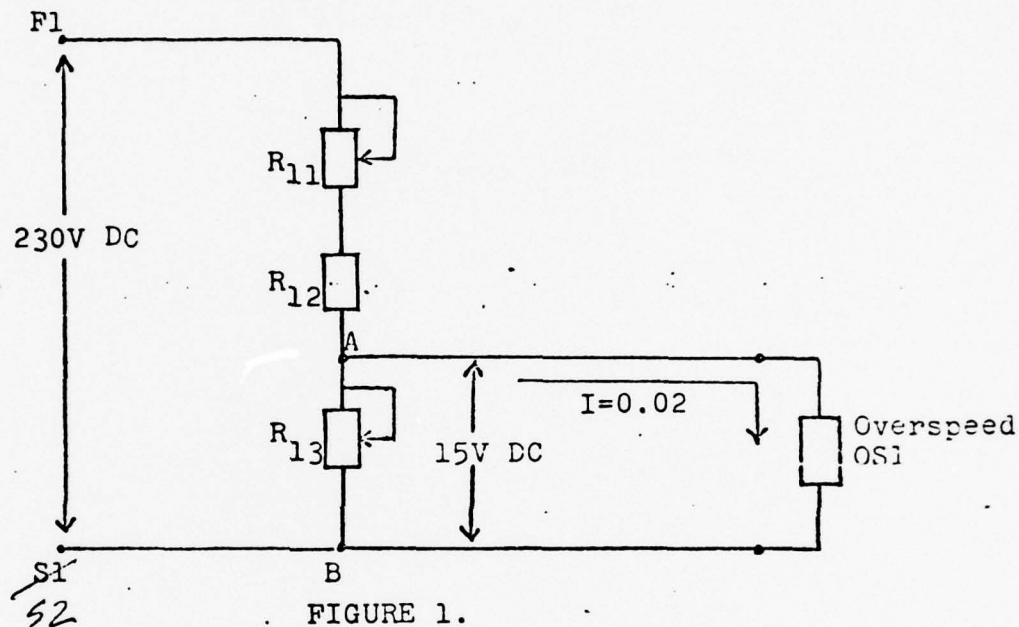 F1
R11
230V DC
R12
A
I=0.02
R13
15V DC
Overspeed
OS1
S1
B
S2
FIGURE 1.